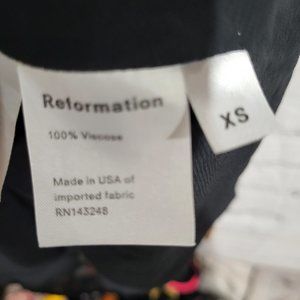 Reformation
XS
100% Viscose
Made in USA of
imported fabric
RN143248